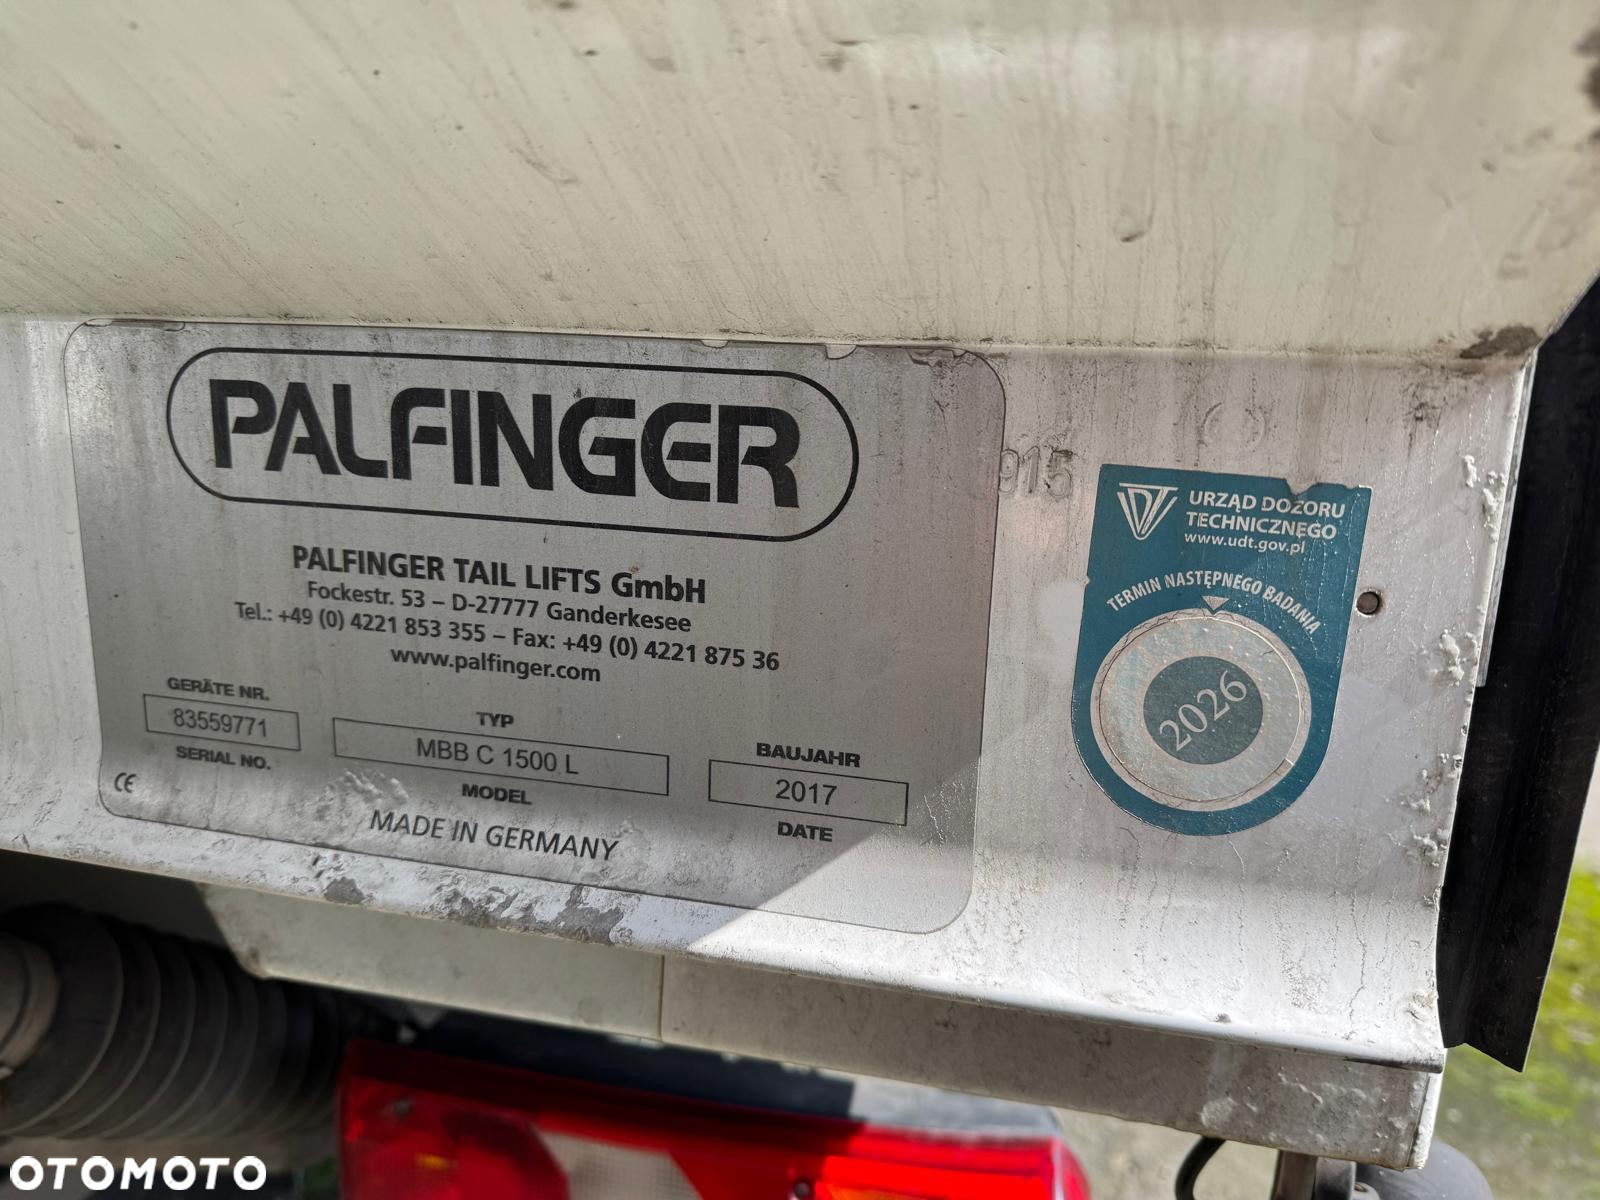 PALFINGER
PALFINGER TAIL LIFTS GmbH
Fockestr. 53 – D-27777 Ganderkesee
Tel.: +49 (0) 4221 853 355 – Fax: +49 (0) 4221 875 36
www.palfinger.com
GERÄTE NR.
83559771
SERIAL NO.
TYP
MBB C 1500 L
MODEL
BAUJAHR
2017
DATE
CE
MADE IN GERMANY
915
UDT
URZĄD DOZORU
TECHNICZNEGO
www.udt.gov.pl
TERMIN NASTĘPNEGO BADANIA
2026
OTOMOTO